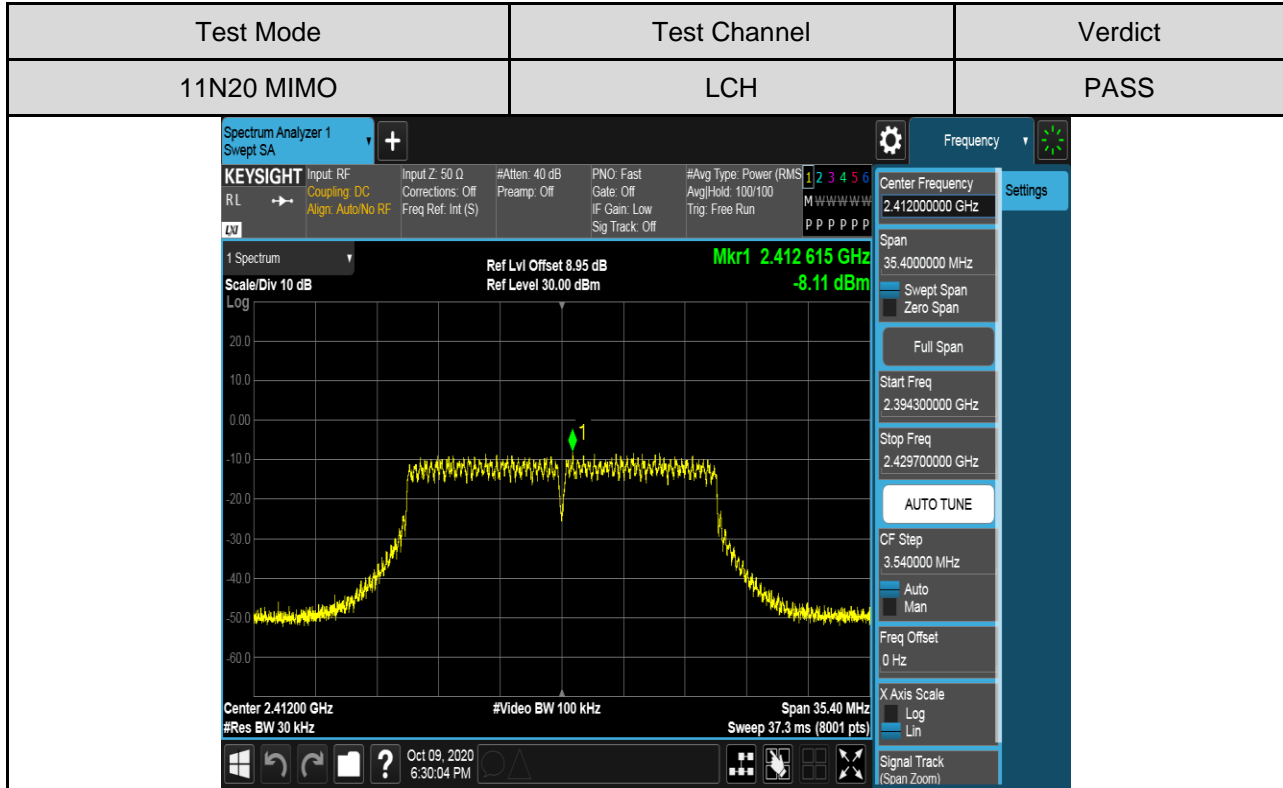 Test Mode Test Channel Verdict
11N20 MIMO LCH PASS
Spectrum Analyzer 1
Swept SA
Frequency
KEYSIGHT
RL
LXI
Input: RF
Coupling: DC
Align: Auto/No RF
Input Z: 50 Ω
Corrections: Off
Freq Ref: Int (S)
#Atten: 40 dB
Preamp: Off
PNO: Fast
Gate: Off
IF Gain: Low
Sig Track: Off
#Avg Type: Power (RMS
Avg|Hold: 100/100
Trig: Free Run
1 2 3 4 5 6
M W W W W W
P P P P P P
1 Spectrum
Scale/Div 10 dB
Ref Lvl Offset 8.95 dB
Ref Level 30.00 dBm
Mkr1 2.412 615 GHz
-8.11 dBm
Log
20.0
10.0
0.00
-10.0
-20.0
-30.0
-40.0
-50.0
-60.0
1
Center 2.41200 GHz
#Res BW 30 kHz
#Video BW 100 kHz
Span 35.40 MHz
Sweep 37.3 ms (8001 pts)
?
Oct 09, 2020
6:30:04 PM
Center Frequency
2.412000000 GHz
Settings
Span
35.4000000 MHz
Swept Span
Zero Span
Full Span
Start Freq
2.394300000 GHz
Stop Freq
2.429700000 GHz
AUTO TUNE
CF Step
3.540000 MHz
Auto
Man
Freq Offset
0 Hz
X Axis Scale
Log
Lin
Signal Track
(Span Zoom)